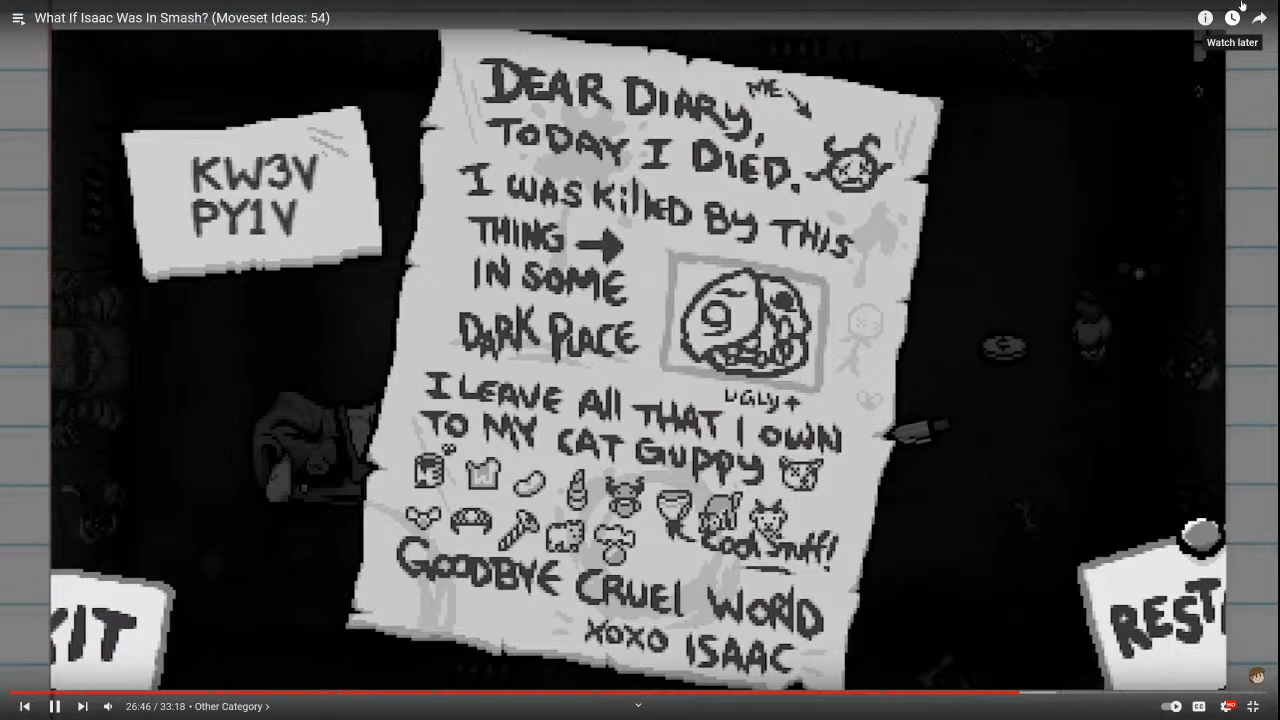 What If Isaac Was In Smash? (Moveset Ideas: 54)
Watch later
DEAR DIARY,
ME
TODAY I DIED.
I WAS KillED BY THIS
THING
IN SOME
DARK PLACE
UGLY
I LEAVE All THAT I OWN
TO MY CAT GUPPY
Cool Stuff!
GOODBYE CRUEl WORlD
XOXO ISAAC
KW3V
PY1V
XIT
REST
26:46 / 33:18 • Other Category
CC
HD